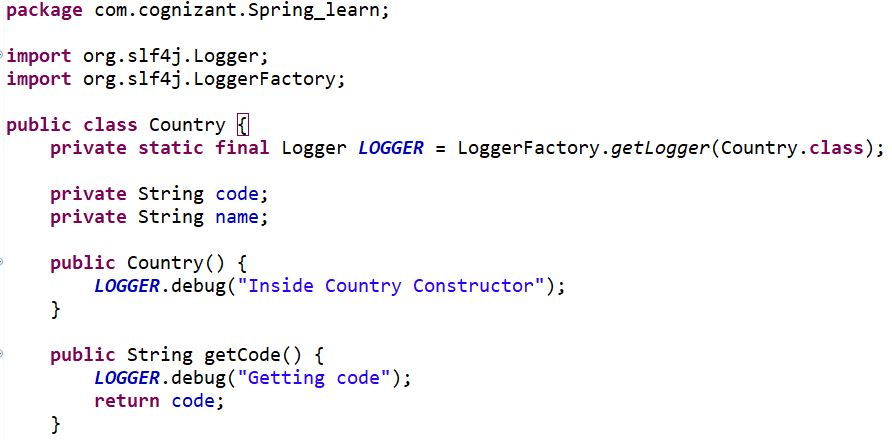 package com.cognizant.Spring_learn;
import org.slf4j.Logger;
import org.slf4j.LoggerFactory;
public class Country {
private static final Logger LOGGER = LoggerFactory.getLogger(Country.class);
private String code;
private String name;
public Country() {
LOGGER.debug("Inside Country Constructor");
}
public String getCode() {
LOGGER.debug("Getting code");
return code;
}